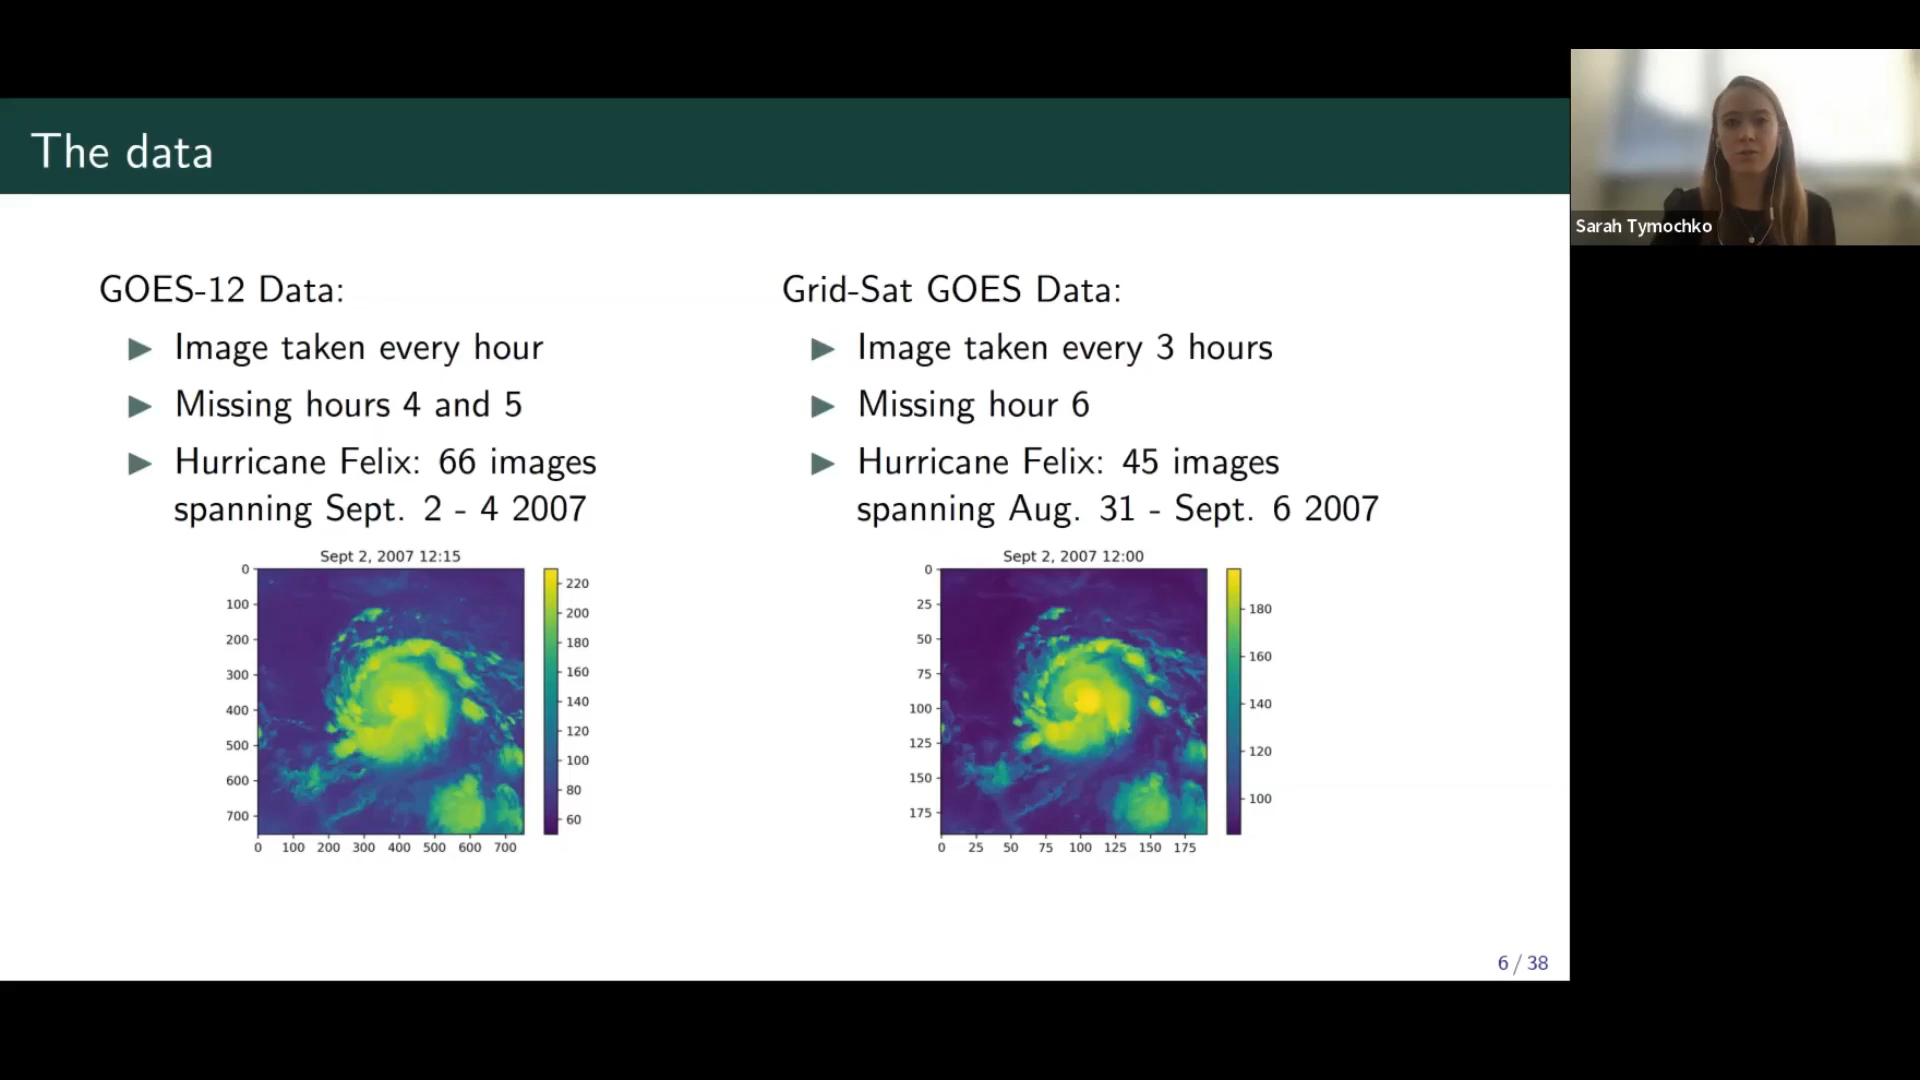 The data
Sarah Tymochko
GOES-12 Data:
▶ Image taken every hour
▶ Missing hours 4 and 5
▶ Hurricane Felix: 66 images
spanning Sept. 2 - 4 2007
Sept 2, 2007 12:15
0
100
200
300
400
500
600
700
0 100 200 300 400 500 600 700
220
200
180
160
140
120
100
80
60
Grid-Sat GOES Data:
▶ Image taken every 3 hours
▶ Missing hour 6
▶ Hurricane Felix: 45 images
spanning Aug. 31 - Sept. 6 2007
Sept 2, 2007 12:00
0
25
50
75
100
125
150
175
0 25 50 75 100 125 150 175
180
160
140
120
100
6 / 38